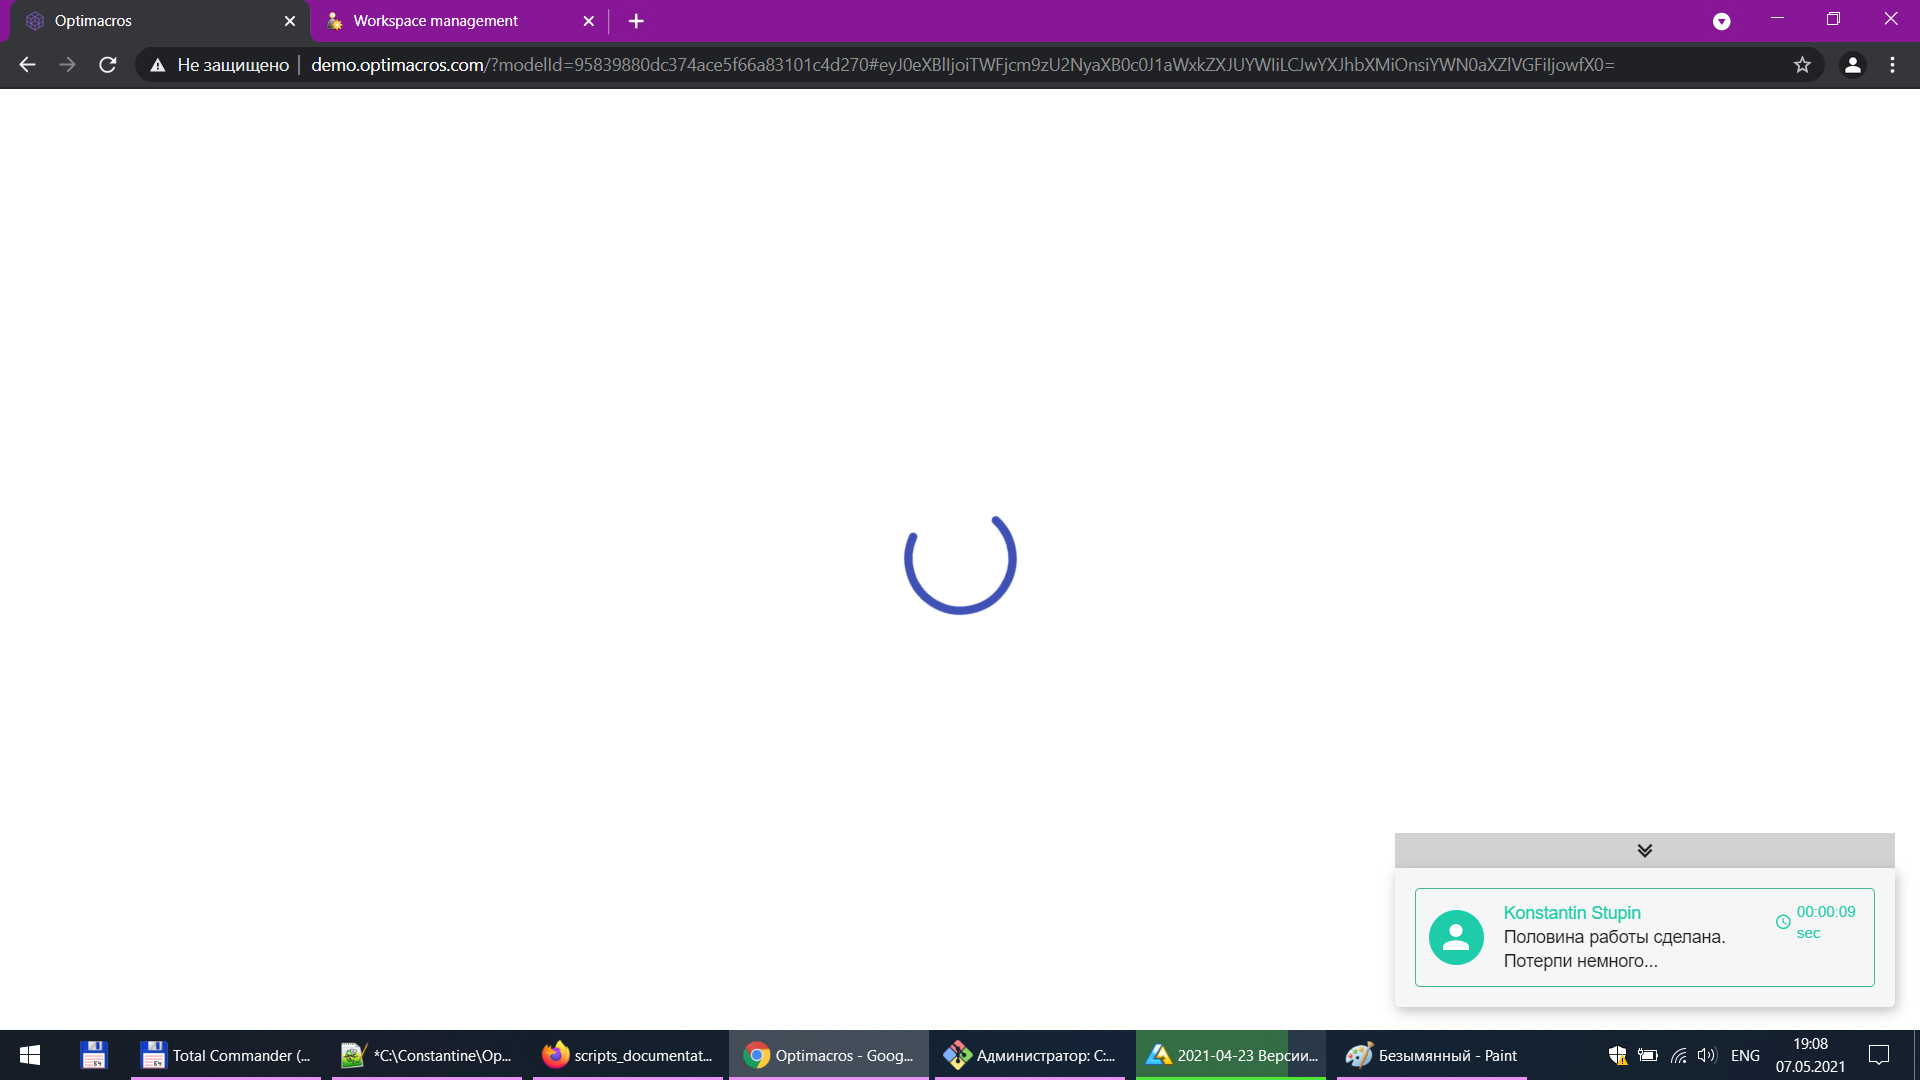 Optimacros
Workspace management
Не защищено
demo.optimacros.com/?modelId=95839880dc374ace5f66a83101c4d270#eyJ0eXBlIjoiTWFjcm9zU2NyaXB0c0J1aWxkZXJUYWIiLCJwYXJhbXMiOnsiYWN0aXZlVGFiIjowfX0=
Konstantin Stupin
00:00:09
sec
Половина работы сделана.
Потерпи немного...
64
64
Total Commander (...
*C:\Constantine\Op...
scripts_documentat...
Optimacros - Goog...
Администратор: C:...
2021-04-23 Версии...
Безымянный - Paint
ENG
19:08
07.05.2021